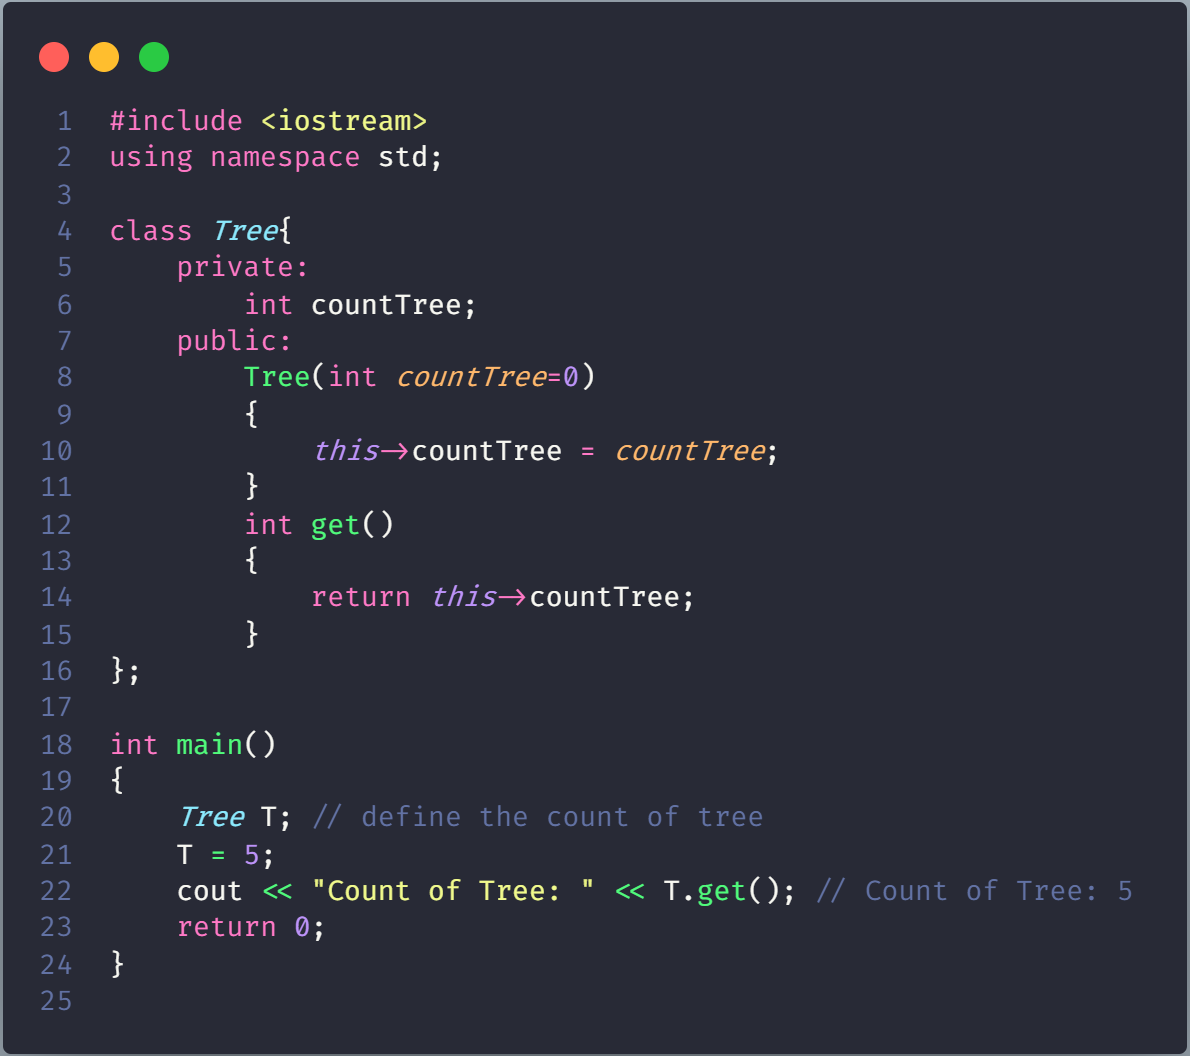 1 #include <iostream>
2 using namespace std;
3
4 class Tree{
5     private:
6         int countTree;
7     public:
8         Tree(int countTree=0)
9         {
10             this->countTree = countTree;
11         }
12         int get()
13         {
14             return this->countTree;
15         }
16 };
17
18 int main()
19 {
20     Tree T; // define the count of tree
21     T = 5;
22     cout << "Count of Tree: " << T.get(); // Count of Tree: 5
23     return 0;
24 }
25